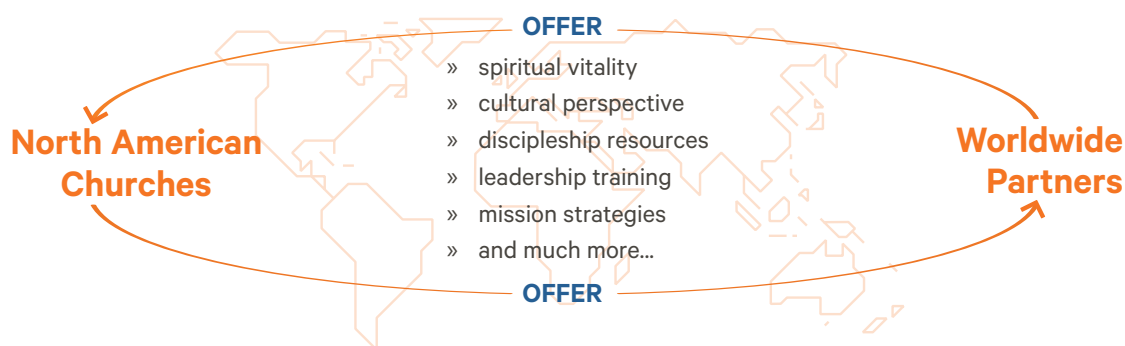 OFFER
» spiritual vitality
» cultural perspective
» discipleship resources
» leadership training
» mission strategies
» and much more...
North American
Churches
Worldwide
Partners
OFFER